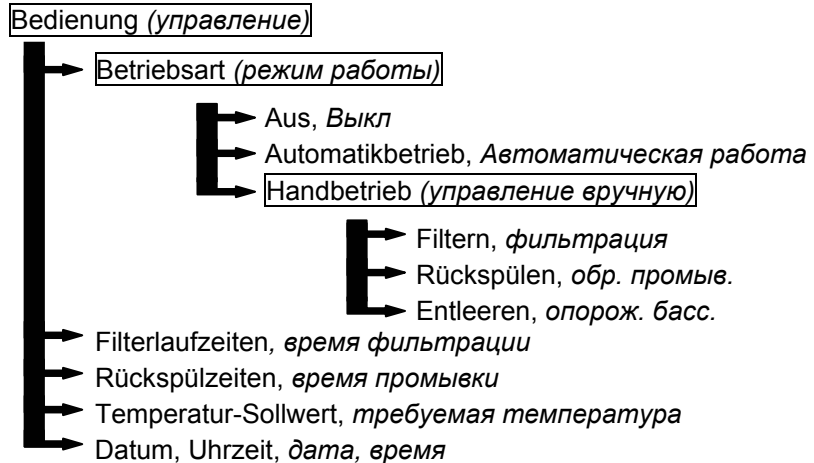 Bedienung (управление)
Betriebsart (режим работы)
Aus, Выкл
Automatikbetrieb, Автоматическая работа
Handbetrieb (управление вручную)
Filtern, фильтрация
Rückspülen, обр. промыв.
Entleeren, опорож. басс.
Filterlaufzeiten, время фильтрации
Rückspülzeiten, время промывки
Temperatur-Sollwert, требуемая температура
Datum, Uhrzeit, дата, время